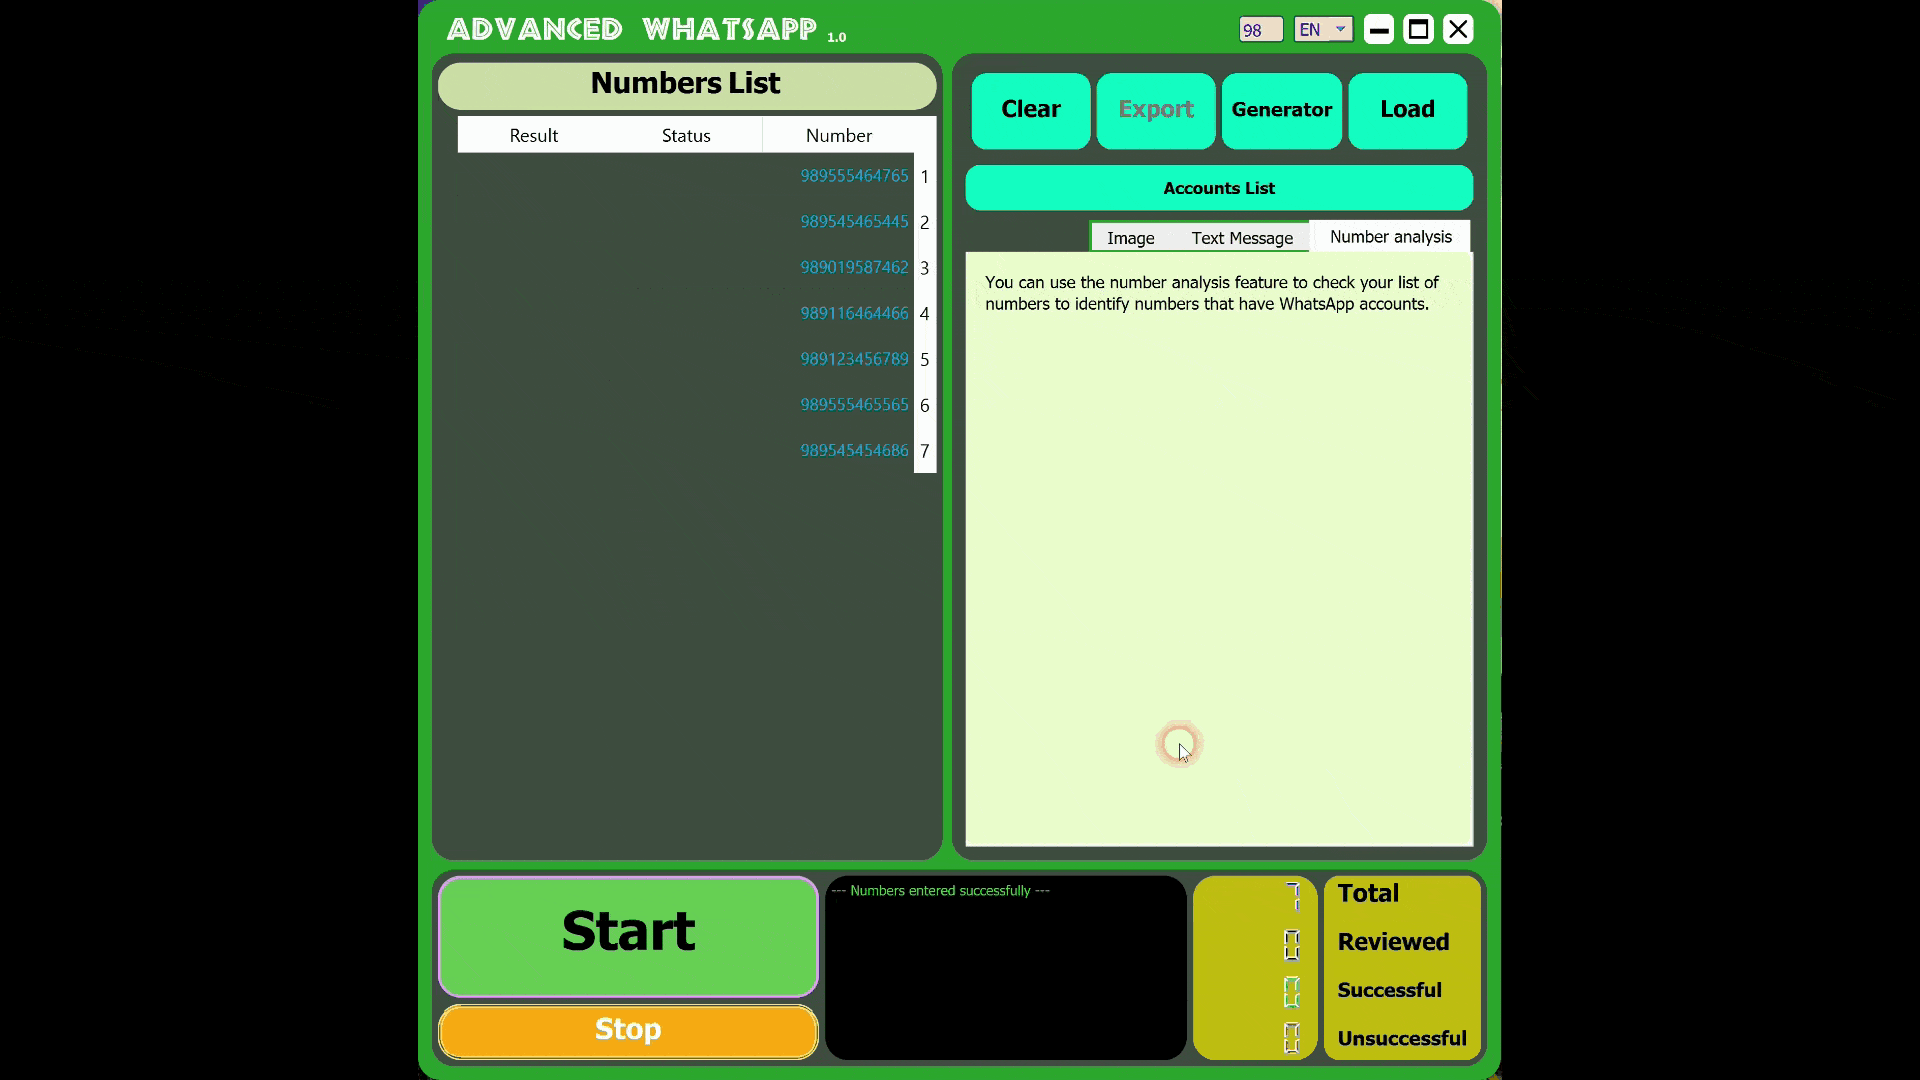 ADVANCED WHATSAPP 1.0
98
EN
Numbers List
Result Status Number
989555464765 1
989545465445 2
989019587462 3
989116464466 4
989123456789 5
989555465565 6
989545454686 7
Clear
Export
Generator
Load
Accounts List
Image
Text Message
Number analysis
You can use the number analysis feature to check your list of
numbers to identify numbers that have WhatsApp accounts.
Start
Stop
--- Numbers entered successfully ---
7 Total
0 Reviewed
0 Successful
0 Unsuccessful